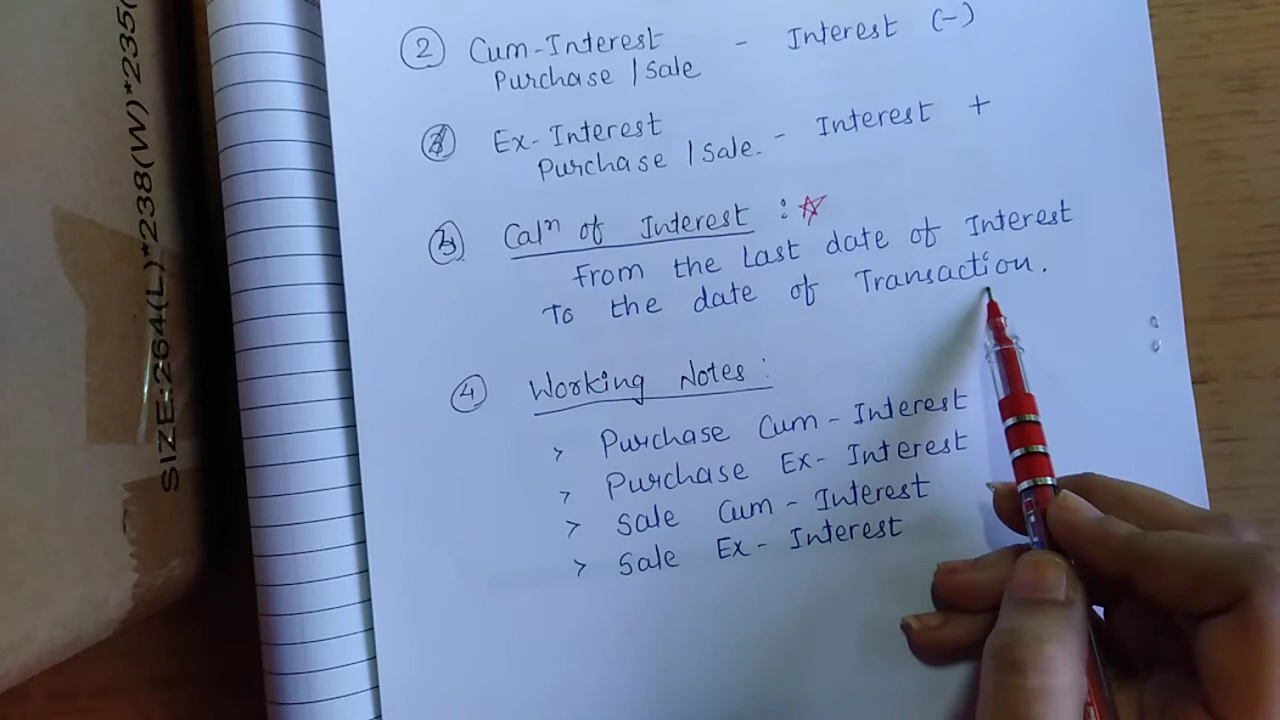 SIZE:264(L)*238(W)*235(
② Cum-Interest - Interest (-)
Purchase / Sale
Ex-Interest - Interest +
Purchase / Sale.
③ Calⁿ of Interest :☆
From the Last date of Interest
To the date of Transaction.
④ Working Notes :
> Purchase Cum - Interest
> Purchase Ex- Interest
> Sale Cum - Interest
> Sale Ex - Interest